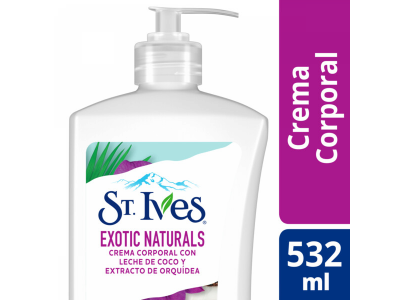 ST. IVES®
EXOTIC NATURALS
CREMA CORPORAL CON
LECHE DE COCO Y
EXTRACTO DE ORQUÍDEA
Crema
Corporal
532
ml